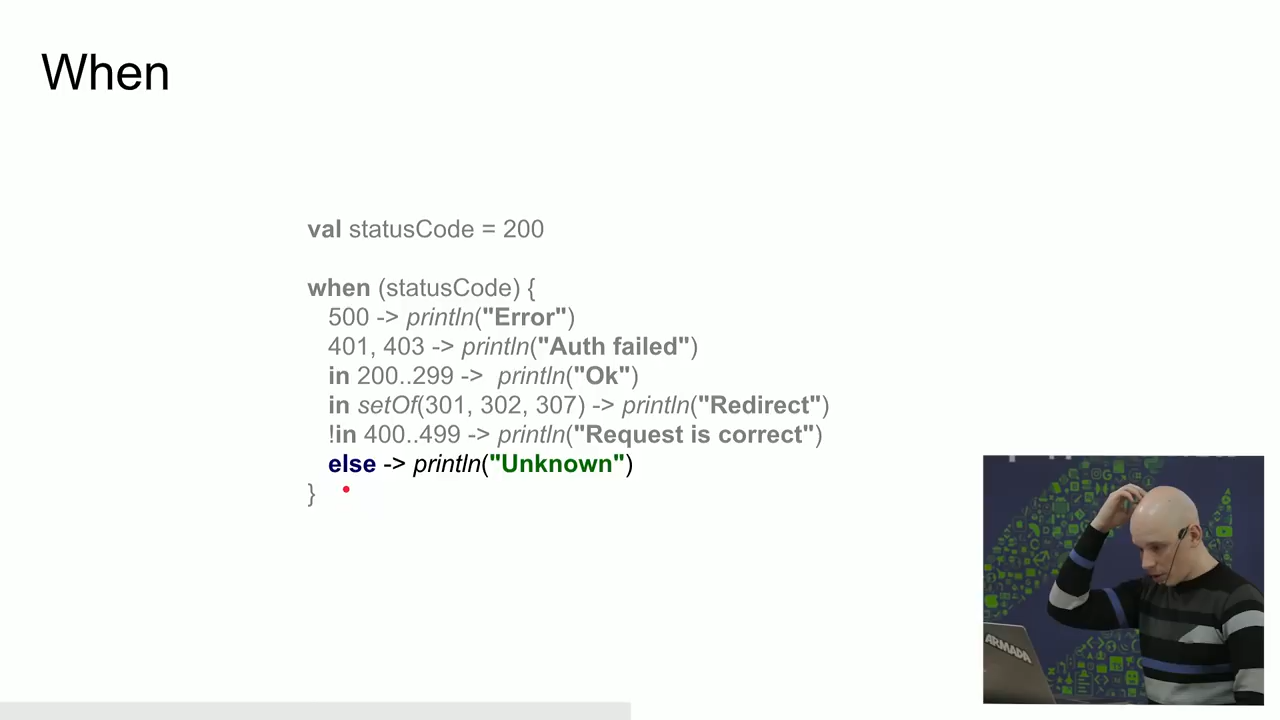 When
val statusCode = 200
when (statusCode) {
500 -> println("Error")
401, 403 -> println("Auth failed")
in 200..299 ->  println("Ok")
in setOf(301, 302, 307) -> println("Redirect")
!in 400..499 -> println("Request is correct")
else -> println("Unknown")
}
ARMADA